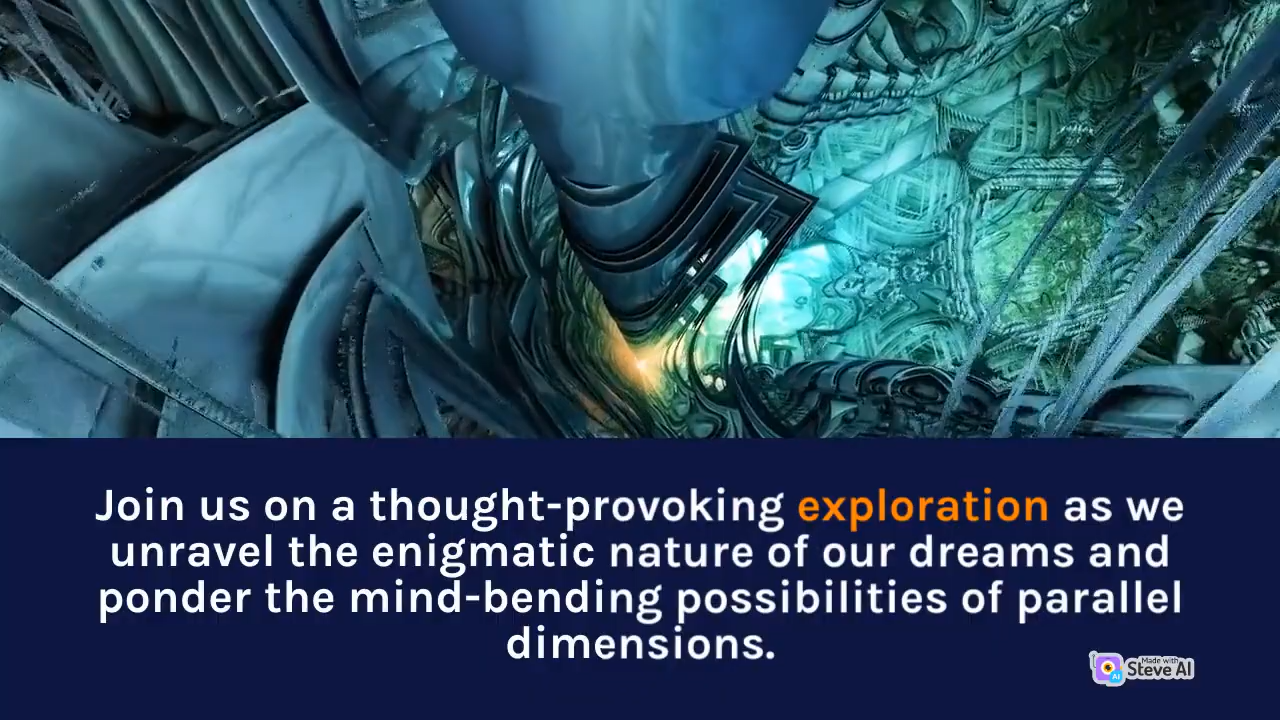 Join us on a thought-provoking exploration as we
unravel the enigmatic nature of our dreams and
ponder the mind-bending possibilities of parallel
dimensions.
Made with
Steve AI
AI